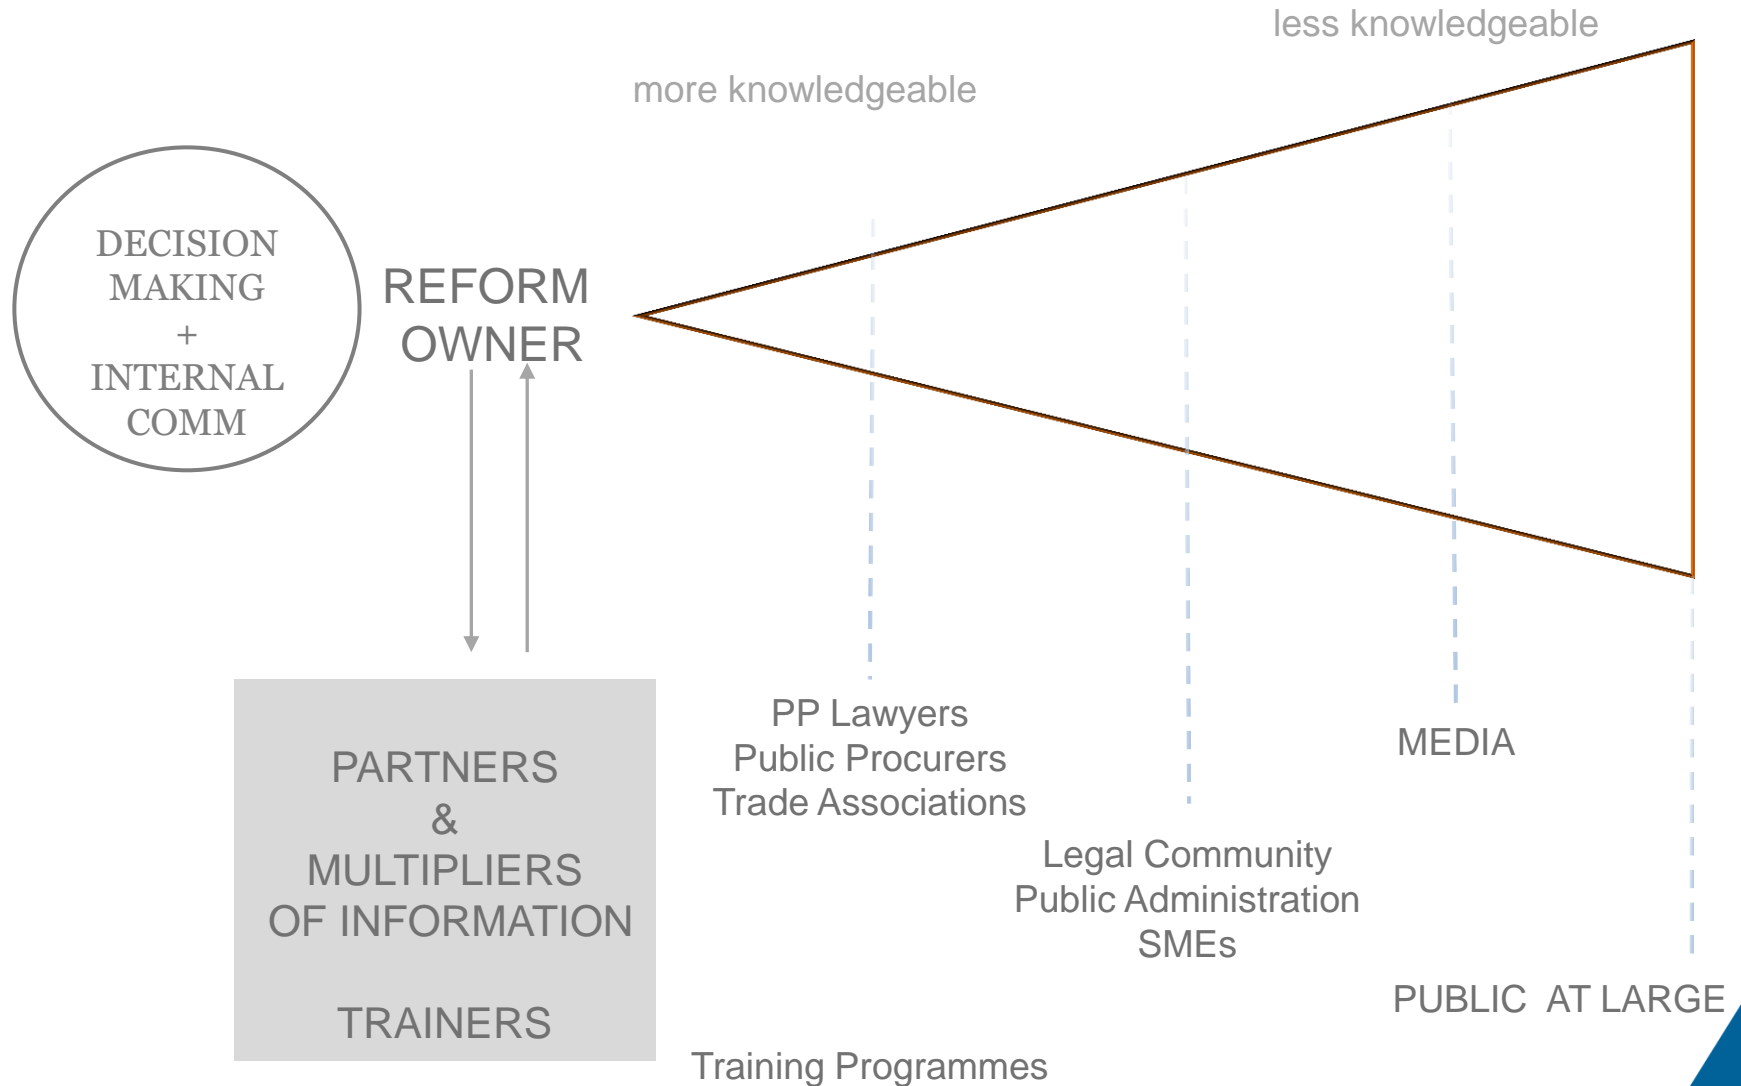 less knowledgeable
more knowledgeable
DECISION
MAKING
+
INTERNAL
COMM
REFORM
OWNER
PARTNERS
&
MULTIPLIERS
OF INFORMATION
TRAINERS
PP Lawyers
Public Procurers
Trade Associations
Legal Community
Public Administration
SMEs
MEDIA
PUBLIC AT LARGE
Training Programmes